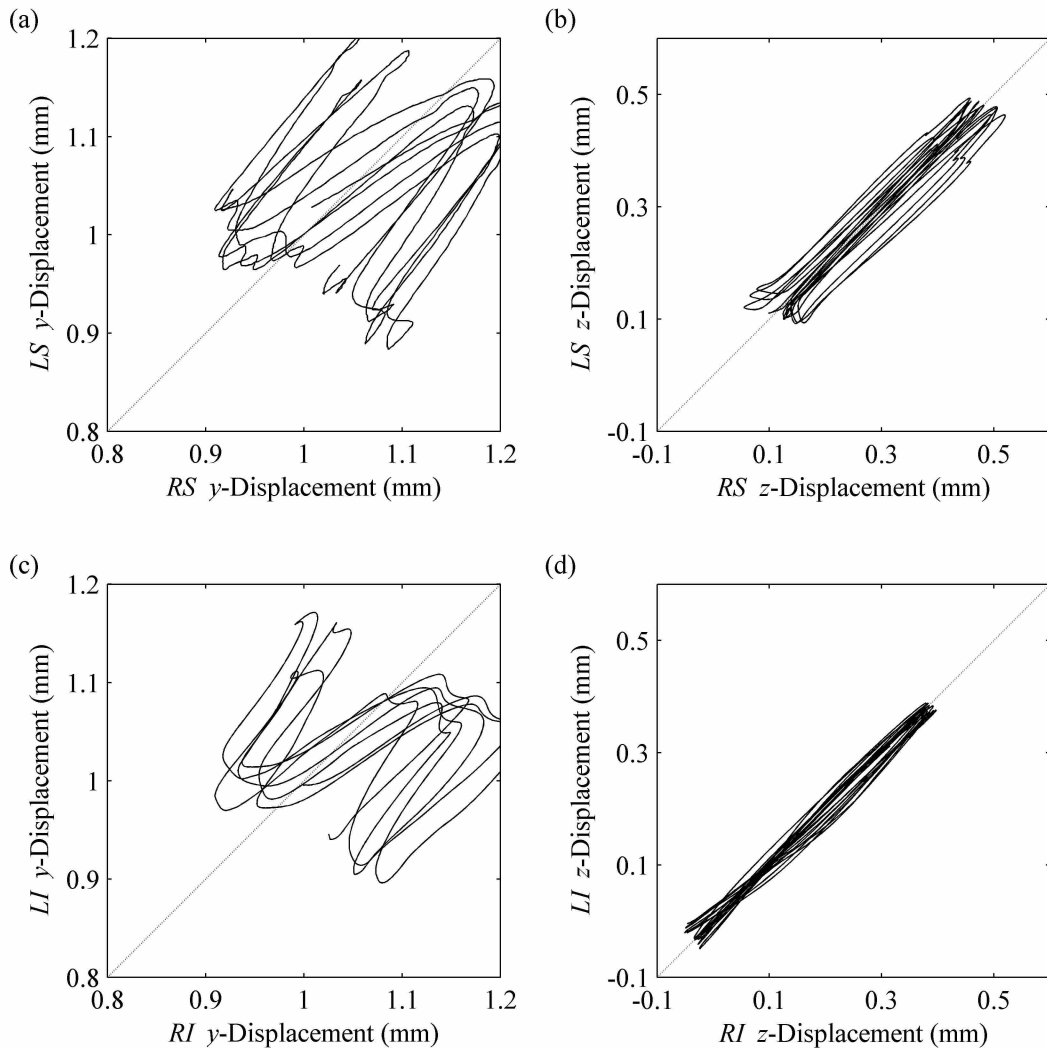 (a)
1.2
1.1
1
0.9
0.8
LS y-Displacement (mm)
0.8 0.9 1 1.1 1.2
RS y-Displacement (mm)
(b)
0.5
0.3
0.1
-0.1
LS z-Displacement (mm)
-0.1 0.1 0.3 0.5
RS z-Displacement (mm)
(c)
1.2
1.1
1
0.9
0.8
LI y-Displacement (mm)
0.8 0.9 1 1.1 1.2
RI y-Displacement (mm)
(d)
0.5
0.3
0.1
-0.1
LI z-Displacement (mm)
-0.1 0.1 0.3 0.5
RI z-Displacement (mm)